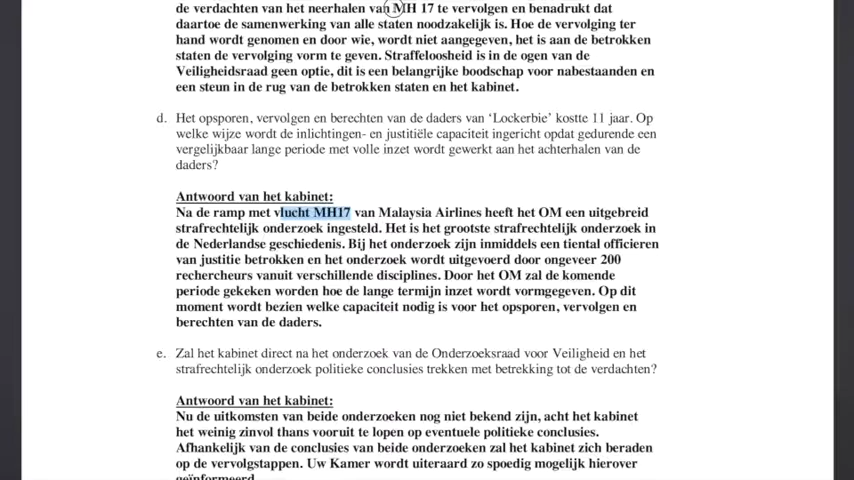 de verdachten van het neerhalen van MH 17 te vervolgen en benadrukt dat
daartoe de samenwerking van alle staten noodzakelijk is. Hoe de vervolging ter
hand wordt genomen en door wie, wordt niet aangegeven, het is aan de betrokken
staten de vervolging vorm te geven. Straffeloosheid is in de ogen van de
Veiligheidsraad geen optie, dit is een belangrijke boodschap voor nabestaanden en
een steun in de rug van de betrokken staten en het kabinet.
d. Het opsporen, vervolgen en berechten van de daders van ‘Lockerbie’ kostte 11 jaar. Op
welke wijze wordt de inlichtingen- en justitiële capaciteit ingericht opdat gedurende een
vergelijkbaar lange periode met volle inzet wordt gewerkt aan het achterhalen van de
daders?
Antwoord van het kabinet:
Na de ramp met vlucht MH17 van Malaysia Airlines heeft het OM een uitgebreid
strafrechtelijk onderzoek ingesteld. Het is het grootste strafrechtelijk onderzoek in
de Nederlandse geschiedenis. Bij het onderzoek zijn inmiddels een tiental officieren
van justitie betrokken en het onderzoek wordt uitgevoerd door ongeveer 200
rechercheurs vanuit verschillende disciplines. Door het OM zal de komende
periode gekeken worden hoe de lange termijn inzet wordt vormgegeven. Op dit
moment wordt bezien welke capaciteit nodig is voor het opsporen, vervolgen en
berechten van de daders.
e. Zal het kabinet direct na het onderzoek van de Onderzoeksraad voor Veiligheid en het
strafrechtelijk onderzoek politieke conclusies trekken met betrekking tot de verdachten?
Antwoord van het kabinet:
Nu de uitkomsten van beide onderzoeken nog niet bekend zijn, acht het kabinet
het weinig zinvol thans vooruit te lopen op eventuele politieke conclusies.
Afhankelijk van de conclusies van beide onderzoeken zal het kabinet zich beraden
op de vervolgstappen. Uw Kamer wordt uiteraard zo spoedig mogelijk hierover
geïnformeerd.